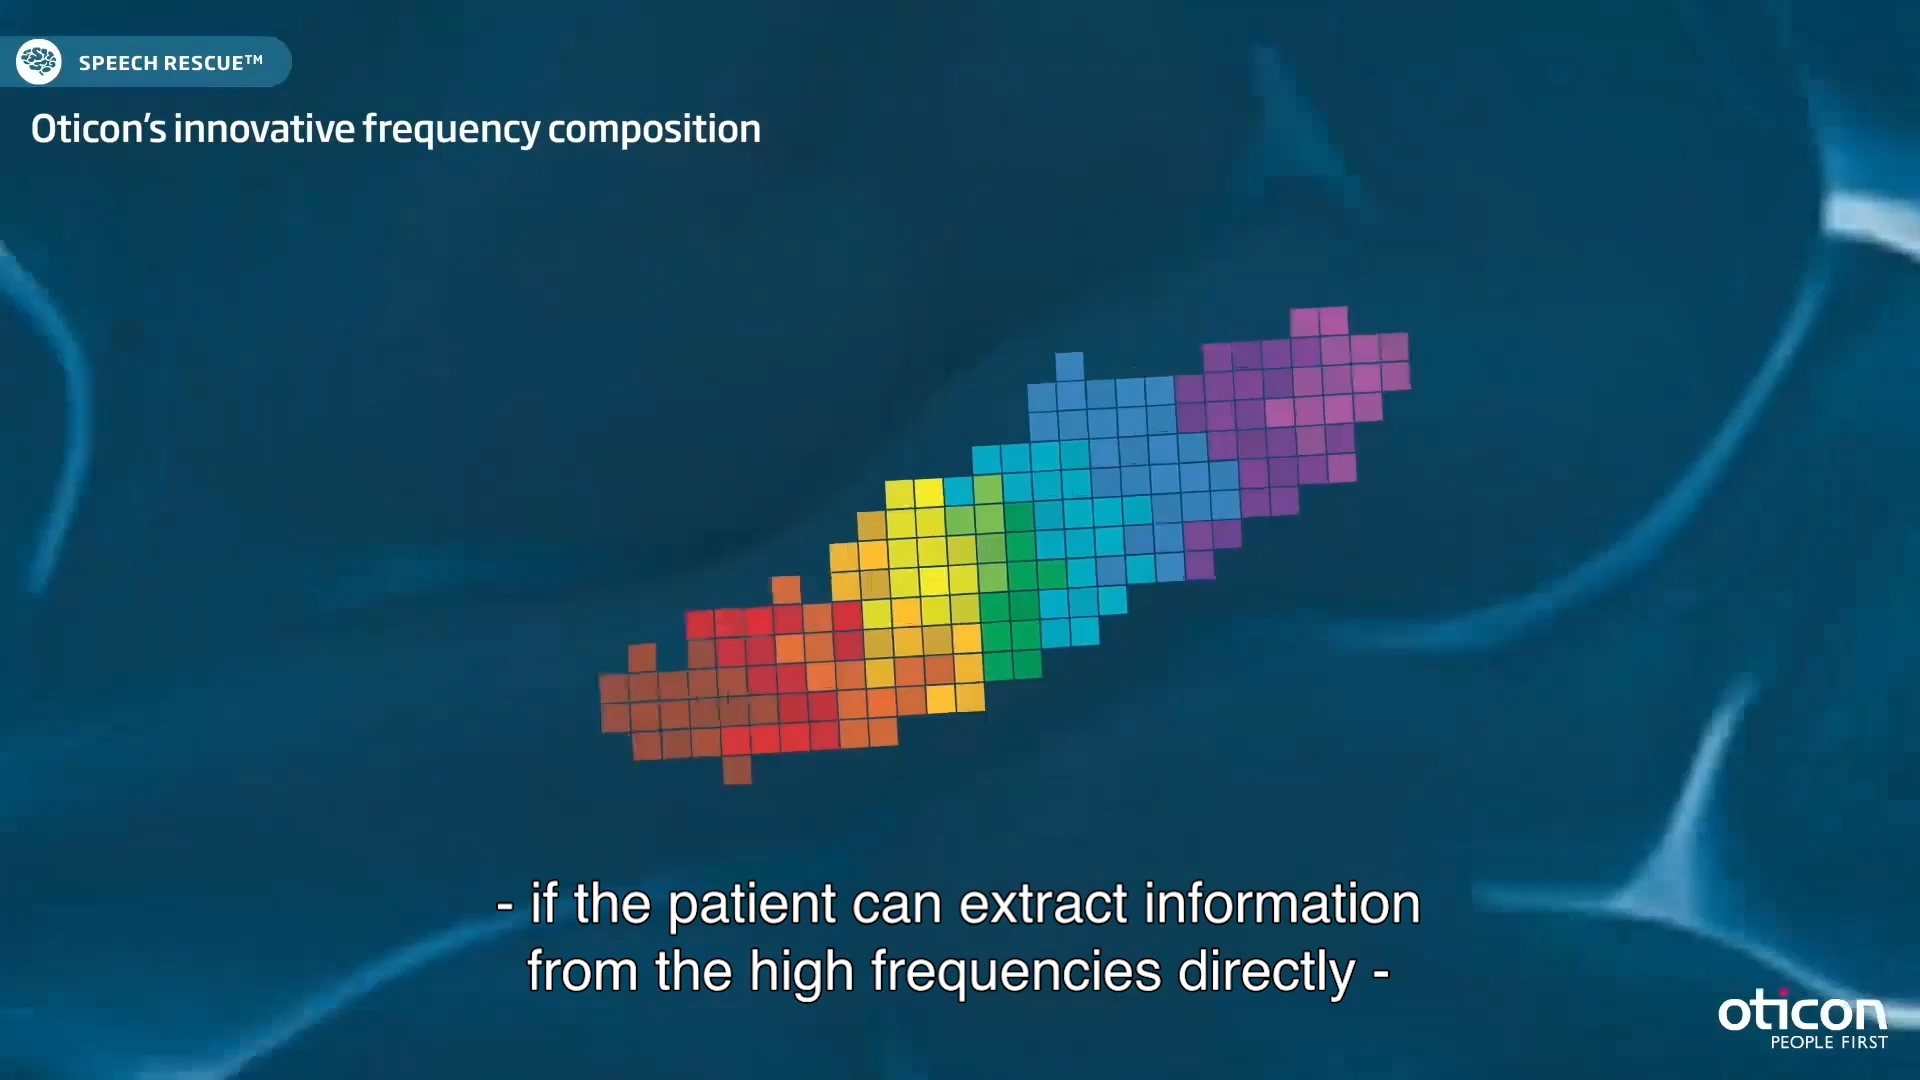 SPEECH RESCUE™
Oticon's innovative frequency composition
- if the patient can extract information
from the high frequencies directly -
oticon
PEOPLE FIRST